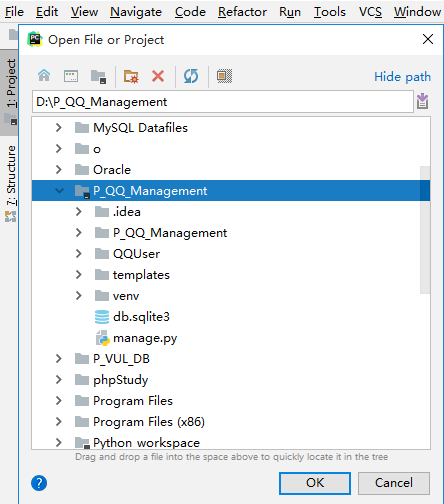 File Edit View Navigate Code Refactor Run Tools VCS Window
Open File or Project
1: Project
7: Structure
Hide path
D:\P_QQ_Management
MySQL Datafiles
o
Oracle
P_QQ_Management
.idea
P_QQ_Management
QQUser
templates
venv
db.sqlite3
manage.py
P_VUL_DB
phpStudy
Program Files
Program Files (x86)
Python workspace
Drag and drop a file into the space above to quickly locate it in the tree
?
OK Cancel